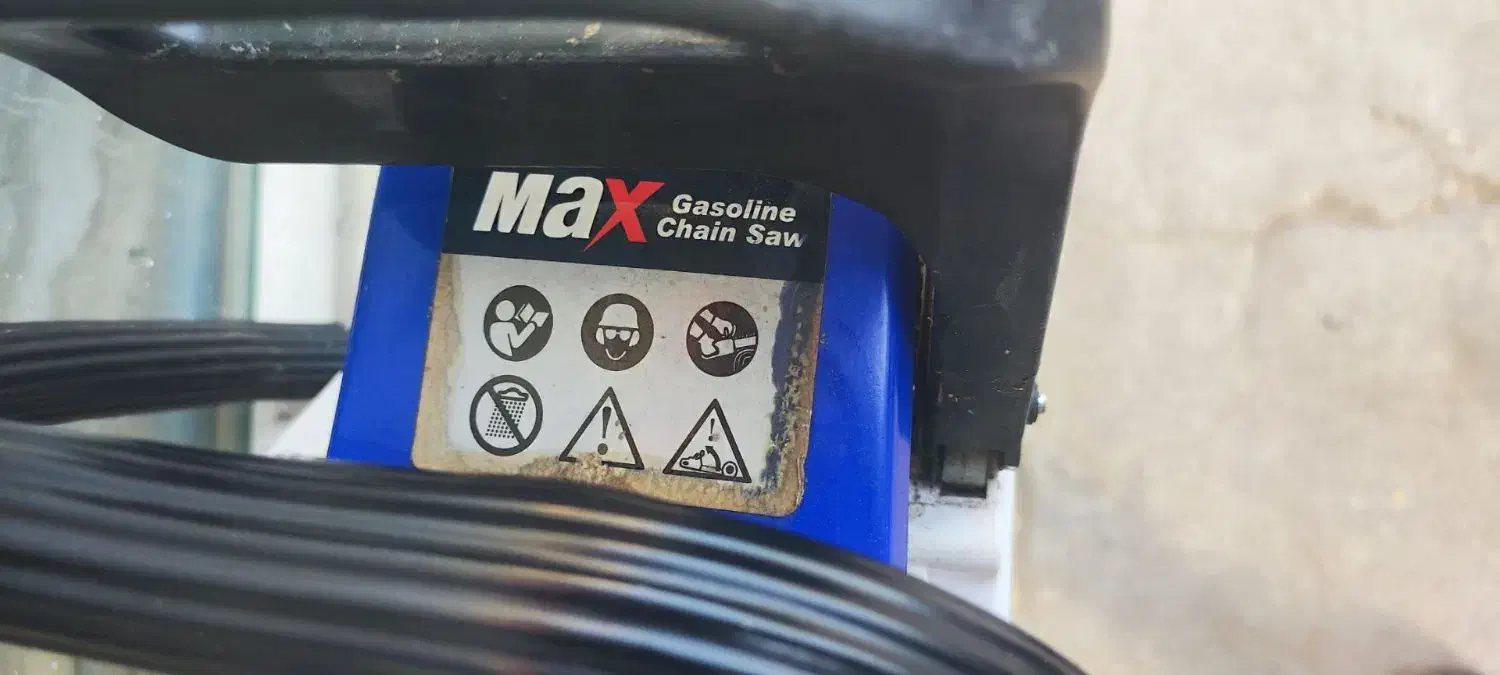 Max
Gasoline
Chain Saw